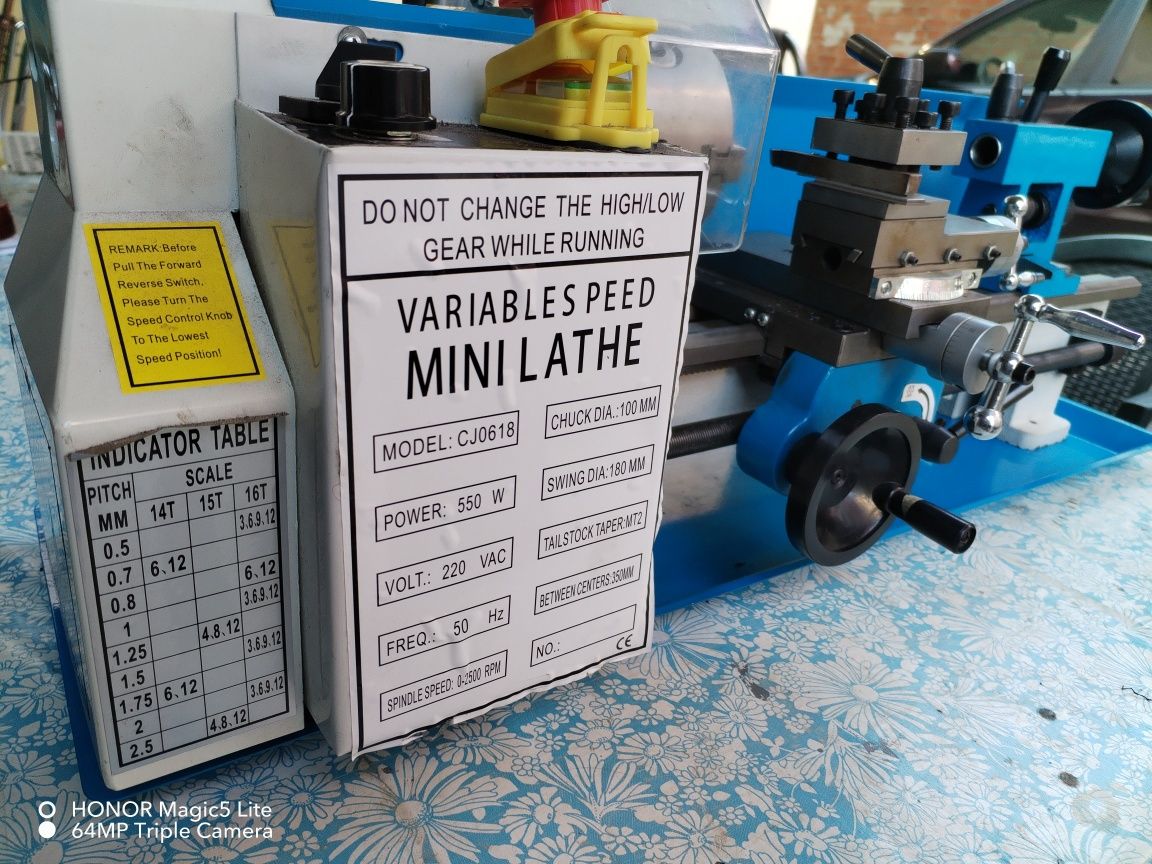 REMARK:Before
Pull The Forward
Reverse Switch,
Please Turn The
Speed Control Knob
To The Lowest
Speed Position!
INDICATOR TABLE
PITCH MM SCALE
14T 15T 16T
0.5 3.6.9.12
0.7 6、12
0.8 6、12
1 3.6.9.12
1.25 4.8、12
1.5 3.6.9.12
1.75 6、12
2 3.6.9.12
2.5 4.8、12
DO NOT CHANGE THE HIGH/LOW
GEAR WHILE RUNNING
VARIABLESPEED
MINI LATHE
MODEL: CJ0618
POWER: 550 W
VOLT.: 220 VAC
FREQ.: 50 Hz
SPINDLE SPEED: 0-2500 RPM
CHUCK DIA.:100 MM
SWING DIA:180 MM
TAILSTOCK TAPER:MT2
BETWEEN CENTERS:350MM
NO.: CE
HONOR Magic5 Lite
64MP Triple Camera